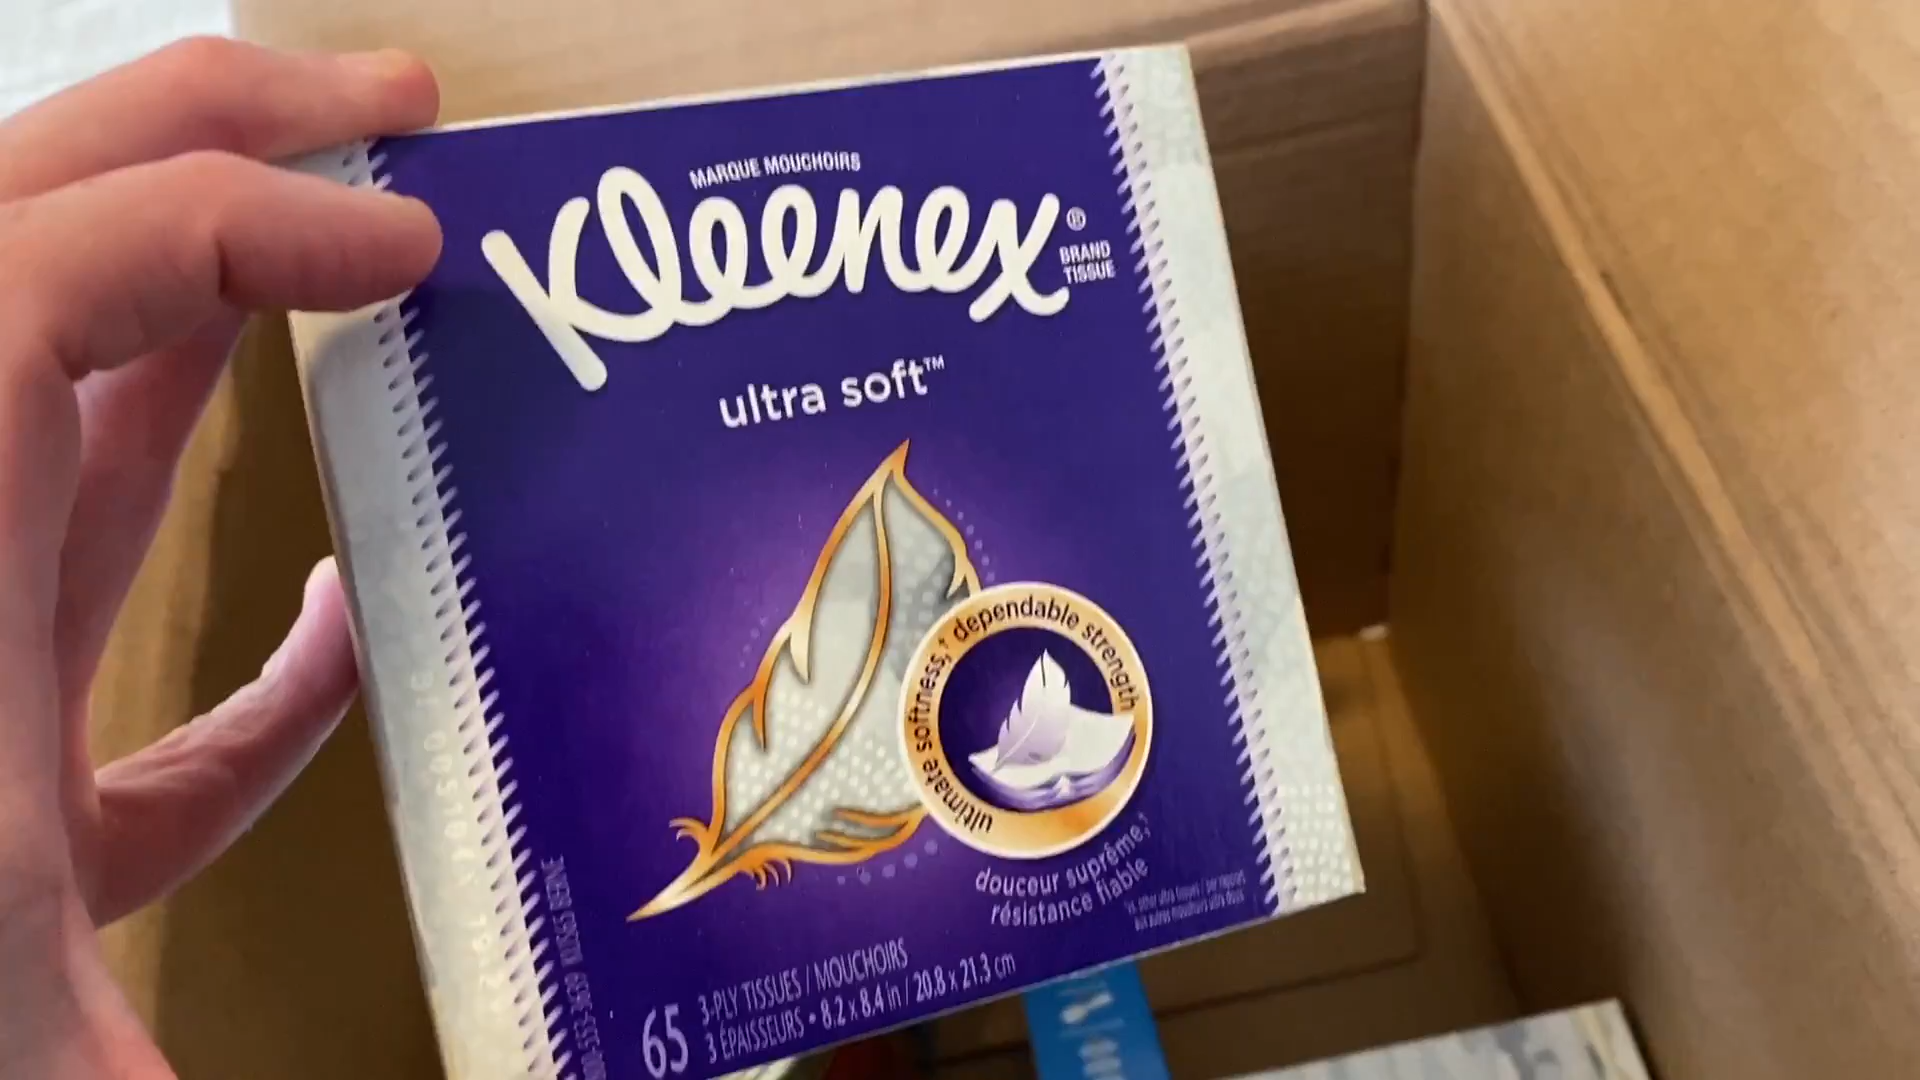 MARQUE MOUCHOIRS
Kleenex®
BRAND
TISSUE
ultra soft™
ultimate softness,† dependable strength
douceur suprême,†
résistance fiable
65
3-PLY TISSUES / MOUCHOIRS
3 ÉPAISSEURS • 8.2 x 8.4 in / 20.8 x 21.3 cm